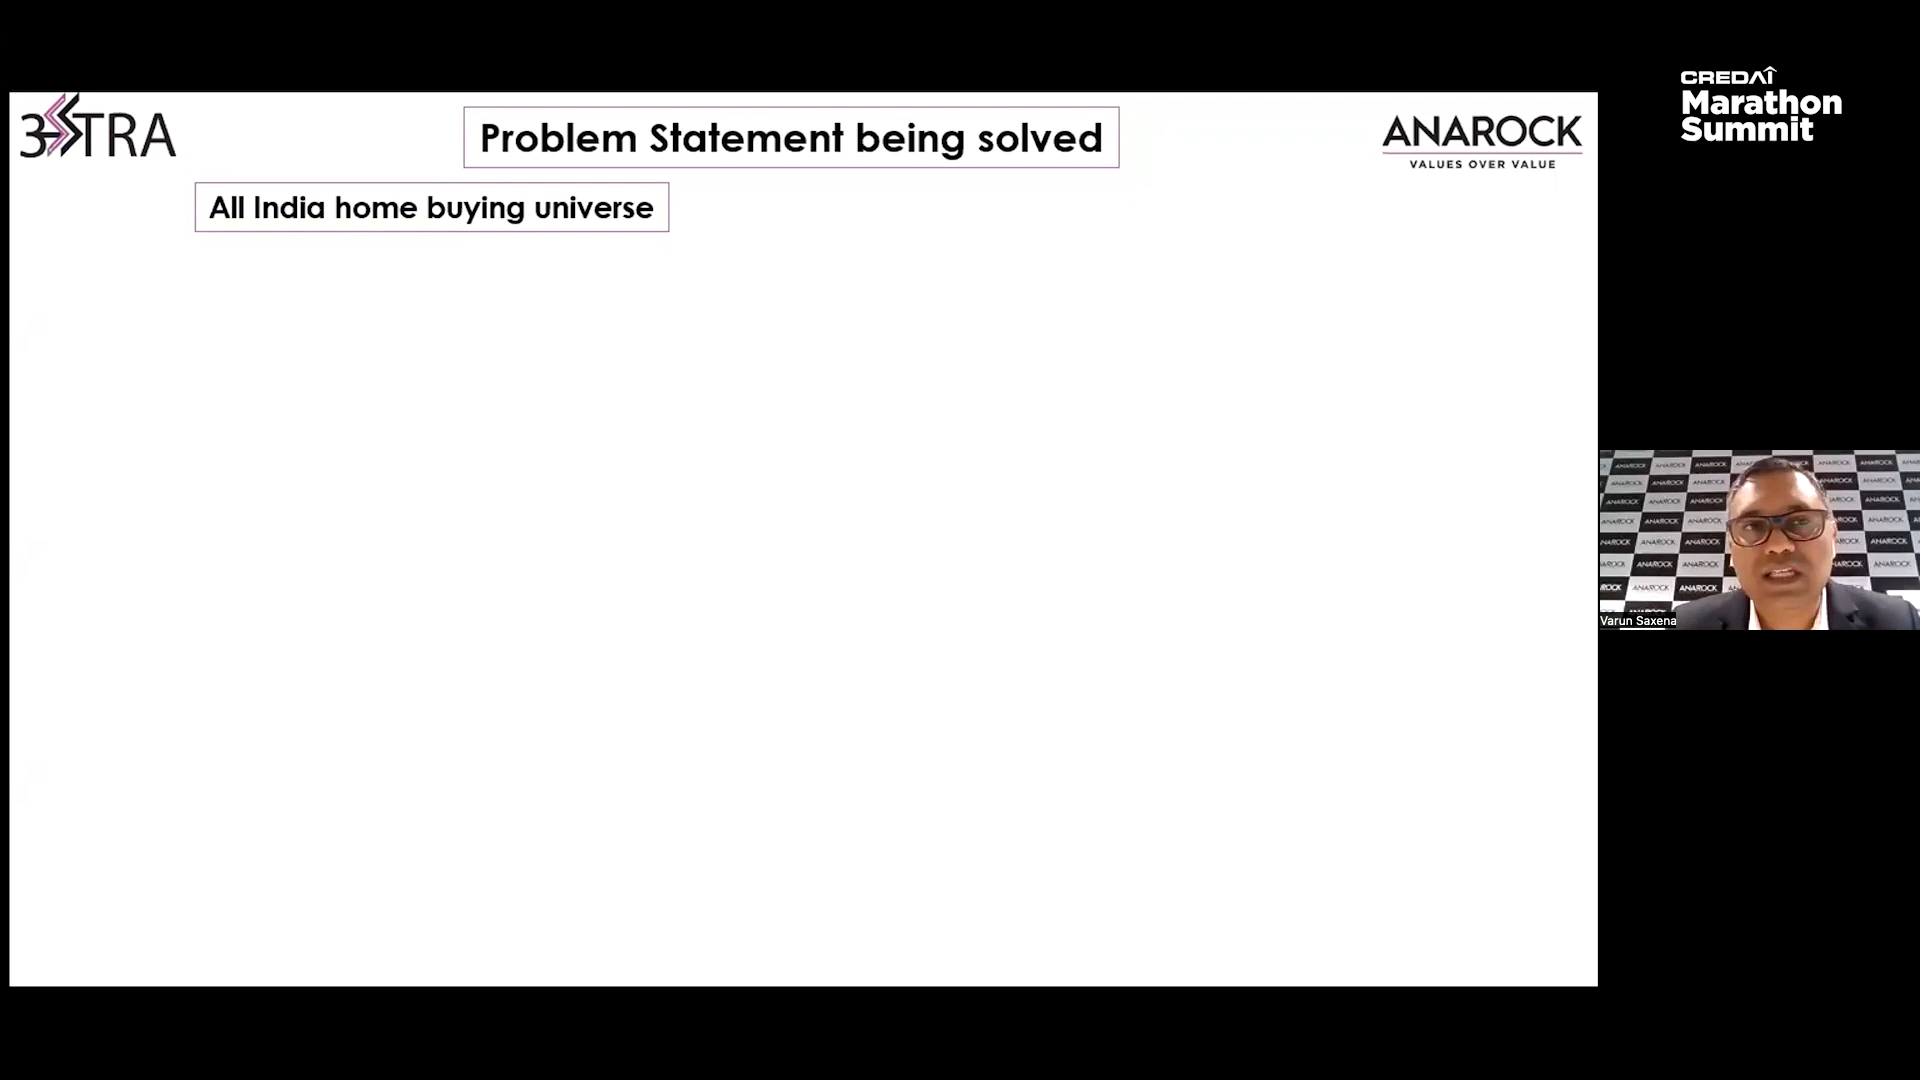 3STRA
Problem Statement being solved
ANAROCK
VALUES OVER VALUE
All India home buying universe
CREDAI
Marathon
Summit
Varun Saxena